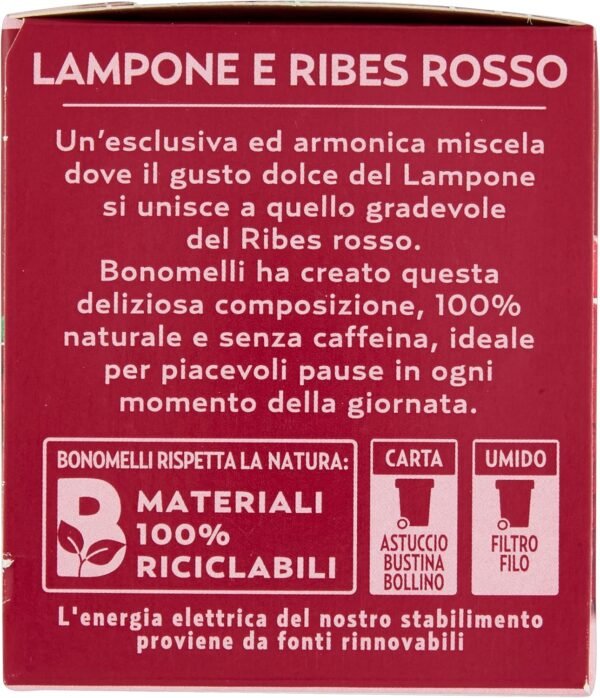 LAMPONE E RIBES ROSSO
Un'esclusiva ed armonica miscela
dove il gusto dolce del Lampone
si unisce a quello gradevole
del Ribes rosso.
Bonomelli ha creato questa
deliziosa composizione, 100%
naturale e senza caffeina, ideale
per piacevoli pause in ogni
momento della giornata.
BONOMELLI RISPETTA LA NATURA:
B
MATERIALI
100%
RICICLABILI
CARTA
ASTUCCIO
BUSTINA
BOLLINO
UMIDO
FILTRO
FILO
L'energia elettrica del nostro stabilimento
proviene da fonti rinnovabili